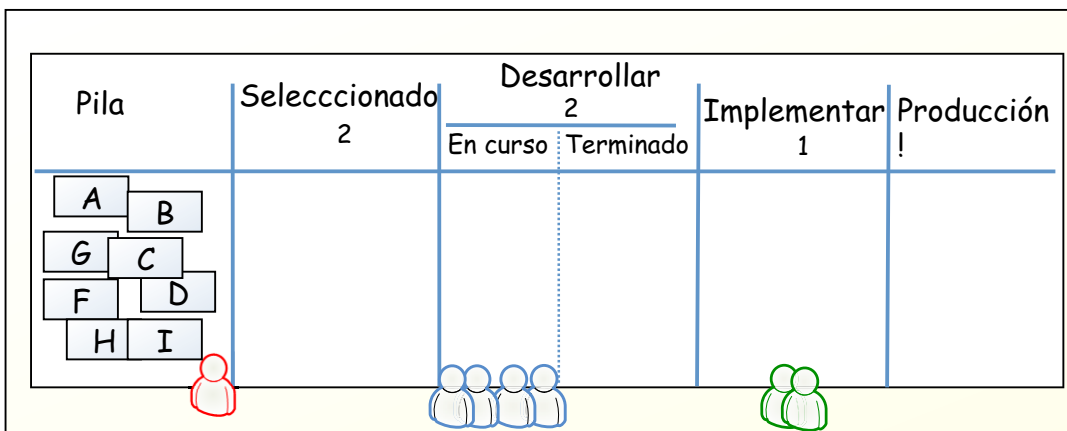 Pila
Selecccionado
2
Desarrollar
2
En curso
Terminado
Implementar
1
Producción
!
A
B
G
C
F
D
H
I